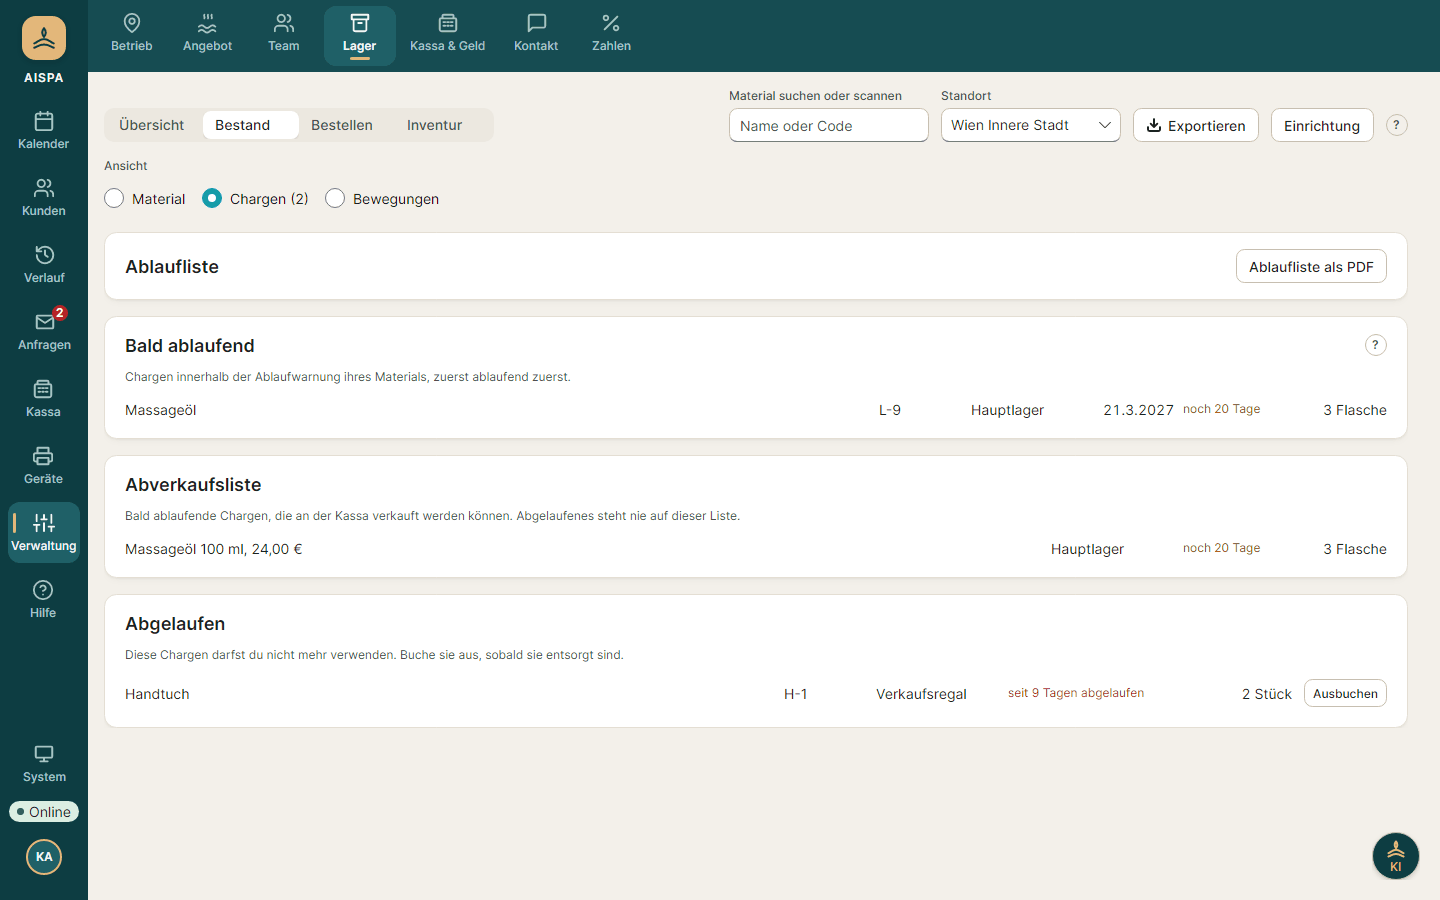 AISPA
Kalender
Kunden
Verlauf
2
Anfragen
Kassa
Geräte
Verwaltung
Hilfe
System
Online
KA
Betrieb
Angebot
Team
Lager
Kassa & Geld
Kontakt
Zahlen
Übersicht
Bestand
Bestellen
Inventur
Material suchen oder scannen
Name oder Code
Standort
Wien Innere Stadt
Exportieren
Einrichtung
?
Ansicht
Material
Chargen (2)
Bewegungen
Ablaufliste
Ablaufliste als PDF
Bald ablaufend
?
Chargen innerhalb der Ablaufwarnung ihres Materials, zuerst ablaufend zuerst.
Massageöl L-9 Hauptlager 21.3.2027 noch 20 Tage 3 Flasche
Abverkaufsliste
Bald ablaufende Chargen, die an der Kassa verkauft werden können. Abgelaufenes steht nie auf dieser Liste.
Massageöl 100 ml, 24,00 € Hauptlager noch 20 Tage 3 Flasche
Abgelaufen
Diese Chargen darfst du nicht mehr verwenden. Buche sie aus, sobald sie entsorgt sind.
Handtuch H-1 Verkaufsregal seit 9 Tagen abgelaufen 2 Stück Ausbuchen
KI